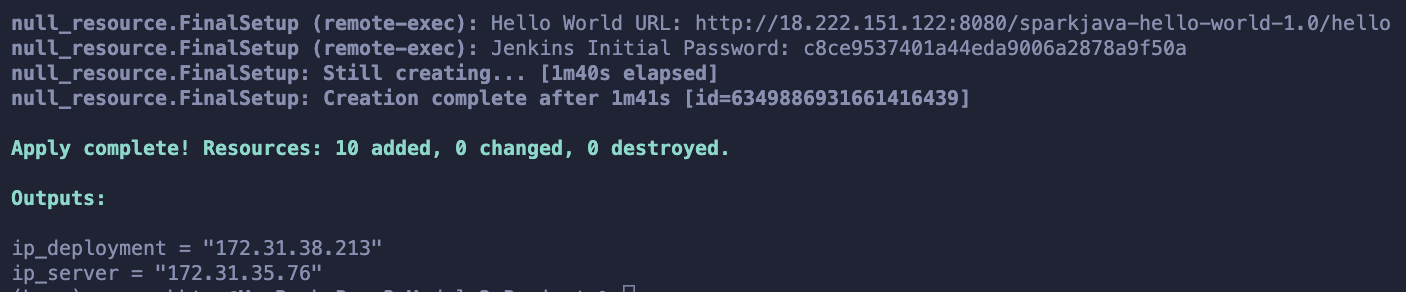 null_resource.FinalSetup (remote-exec): Hello World URL: http://18.222.151.122:8080/sparkjava-hello-world-1.0/hello
null_resource.FinalSetup (remote-exec): Jenkins Initial Password: c8ce9537401a44eda9006a2878a9f50a
null_resource.FinalSetup: Still creating... [1m40s elapsed]
null_resource.FinalSetup: Creation complete after 1m41s [id=6349886931661416439]
Apply complete! Resources: 10 added, 0 changed, 0 destroyed.
Outputs:
ip_deployment = "172.31.38.213"
ip_server = "172.31.35.76"